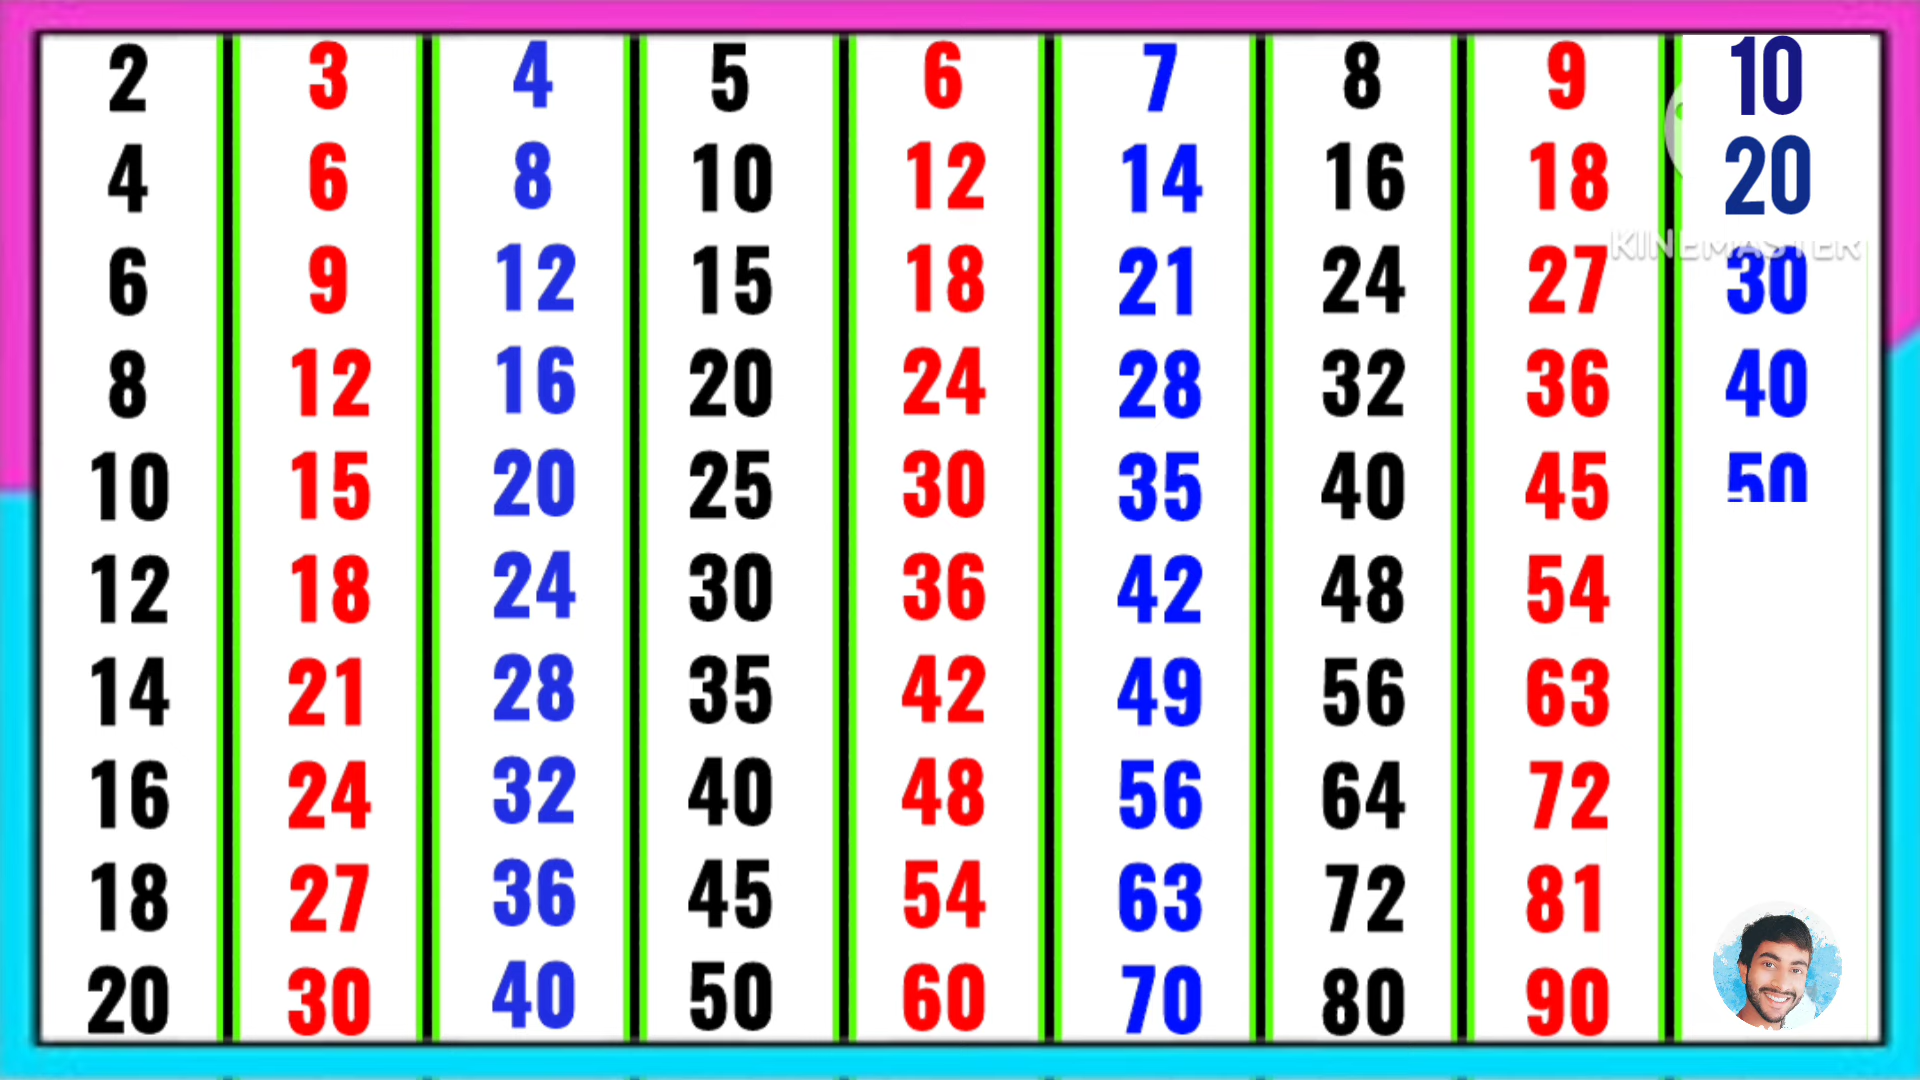 2 3 4 5 6 7 8 9 10
4 6 8 10 12 14 16 18 20
KINEMASTER
6 9 12 15 18 21 24 27 30
8 12 16 20 24 28 32 36 40
10 15 20 25 30 35 40 45 50
12 18 24 30 36 42 48 54
14 21 28 35 42 49 56 63
16 24 32 40 48 56 64 72
18 27 36 45 54 63 72 81
20 30 40 50 60 70 80 90